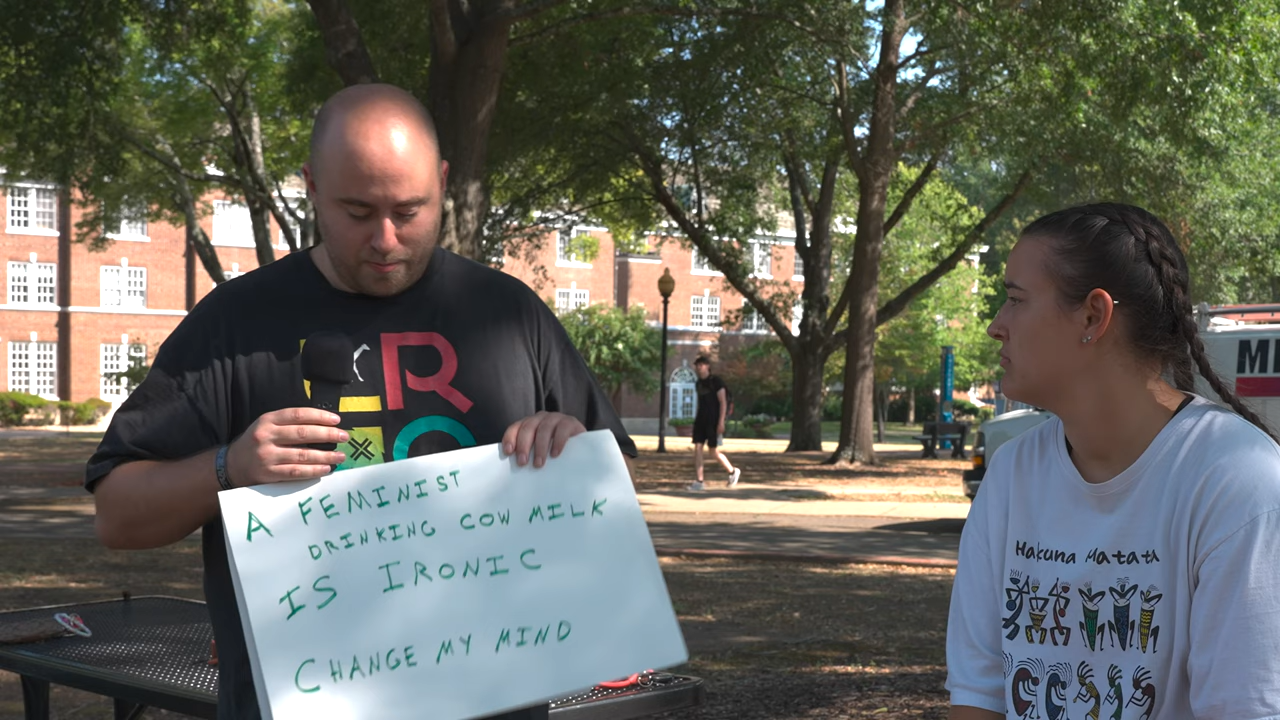 A FEMINIST
DRINKING COW MILK
IS IRONIC
CHANGE MY MIND
Hakuna Matata